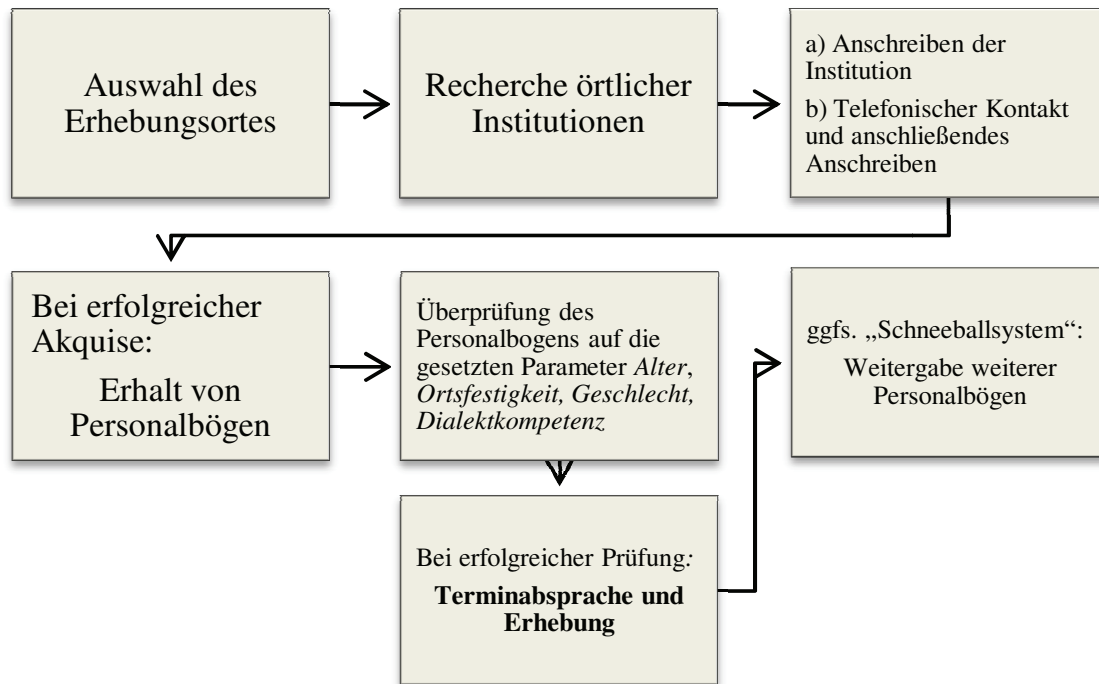 Auswahl des
Erhebungsortes
Recherche örtlicher
Institutionen
a) Anschreiben der
Institution
b) Telefonischer Kontakt
und anschließendes
Anschreiben
Bei erfolgreicher
Akquise:
Erhalt von
Personalbögen
Überprüfung des
Personalbogens auf die
gesetzten Parameter Alter,
Ortsfestigkeit, Geschlecht,
Dialektkompetenz
Bei erfolgreicher Prüfung:
Terminabsprache und
Erhebung
ggfs. „Schneeballsystem“:
Weitergabe weiterer
Personalbögen